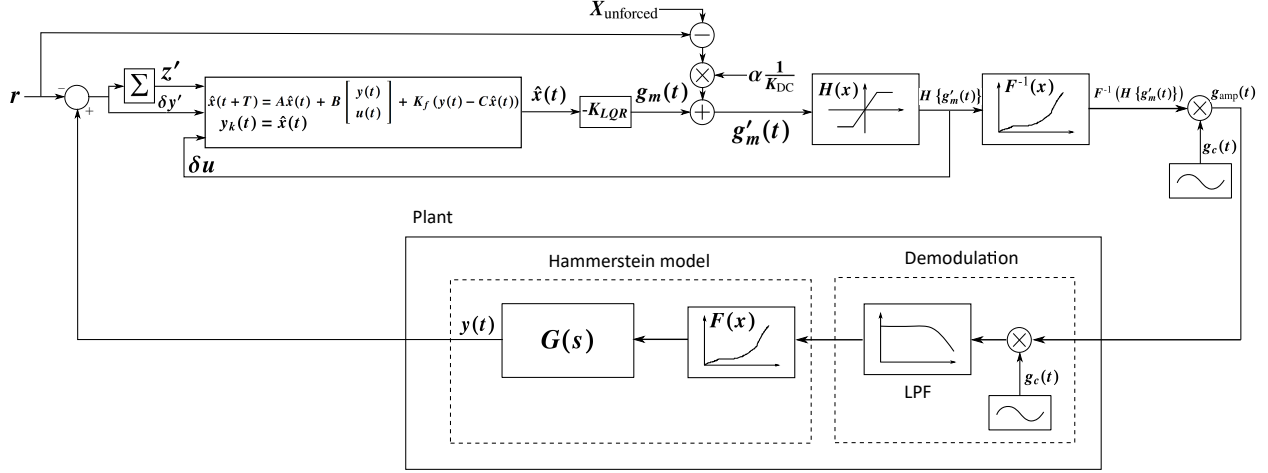 X_unforced
−
r
−
+
∑
z′
δy′
x̂(t + T) = Ax̂(t) + B [ y(t) u(t) ] + K_f (y(t) − Cx̂(t))
y_k(t) = x̂(t)
δu
x̂(t)
-K_LQR
g_m(t)
×
α 1/K_DC
+
g′_m(t)
H(x)
H {g′_m(t)}
F⁻¹(x)
F⁻¹ (H {g′_m(t)})
×
g_amp(t)
g_c(t)
Plant
Hammerstein model
Demodulation
y(t)
G(s)
F(x)
LPF
×
g_c(t)